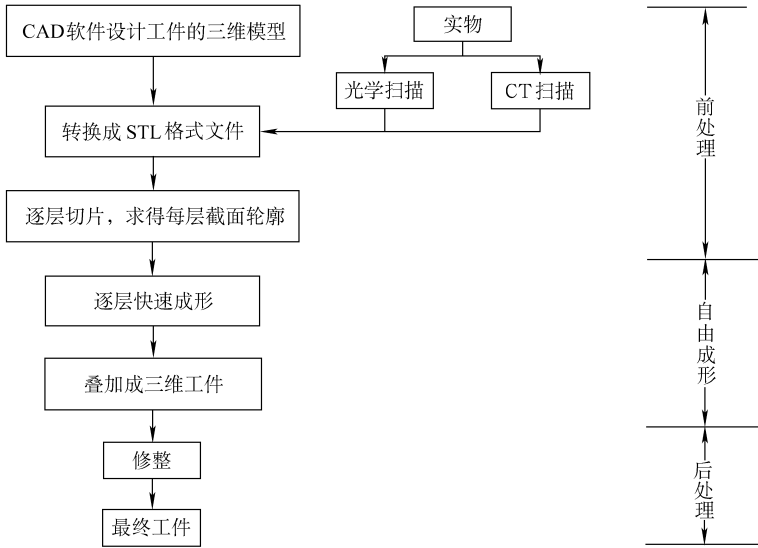 CAD软件设计工件的三维模型
实物
光学扫描
CT扫描
转换成STL格式文件
逐层切片，求得每层截面轮廓
逐层快速成形
叠加成三维工件
修整
最终工件
前处理
自由成形
后处理